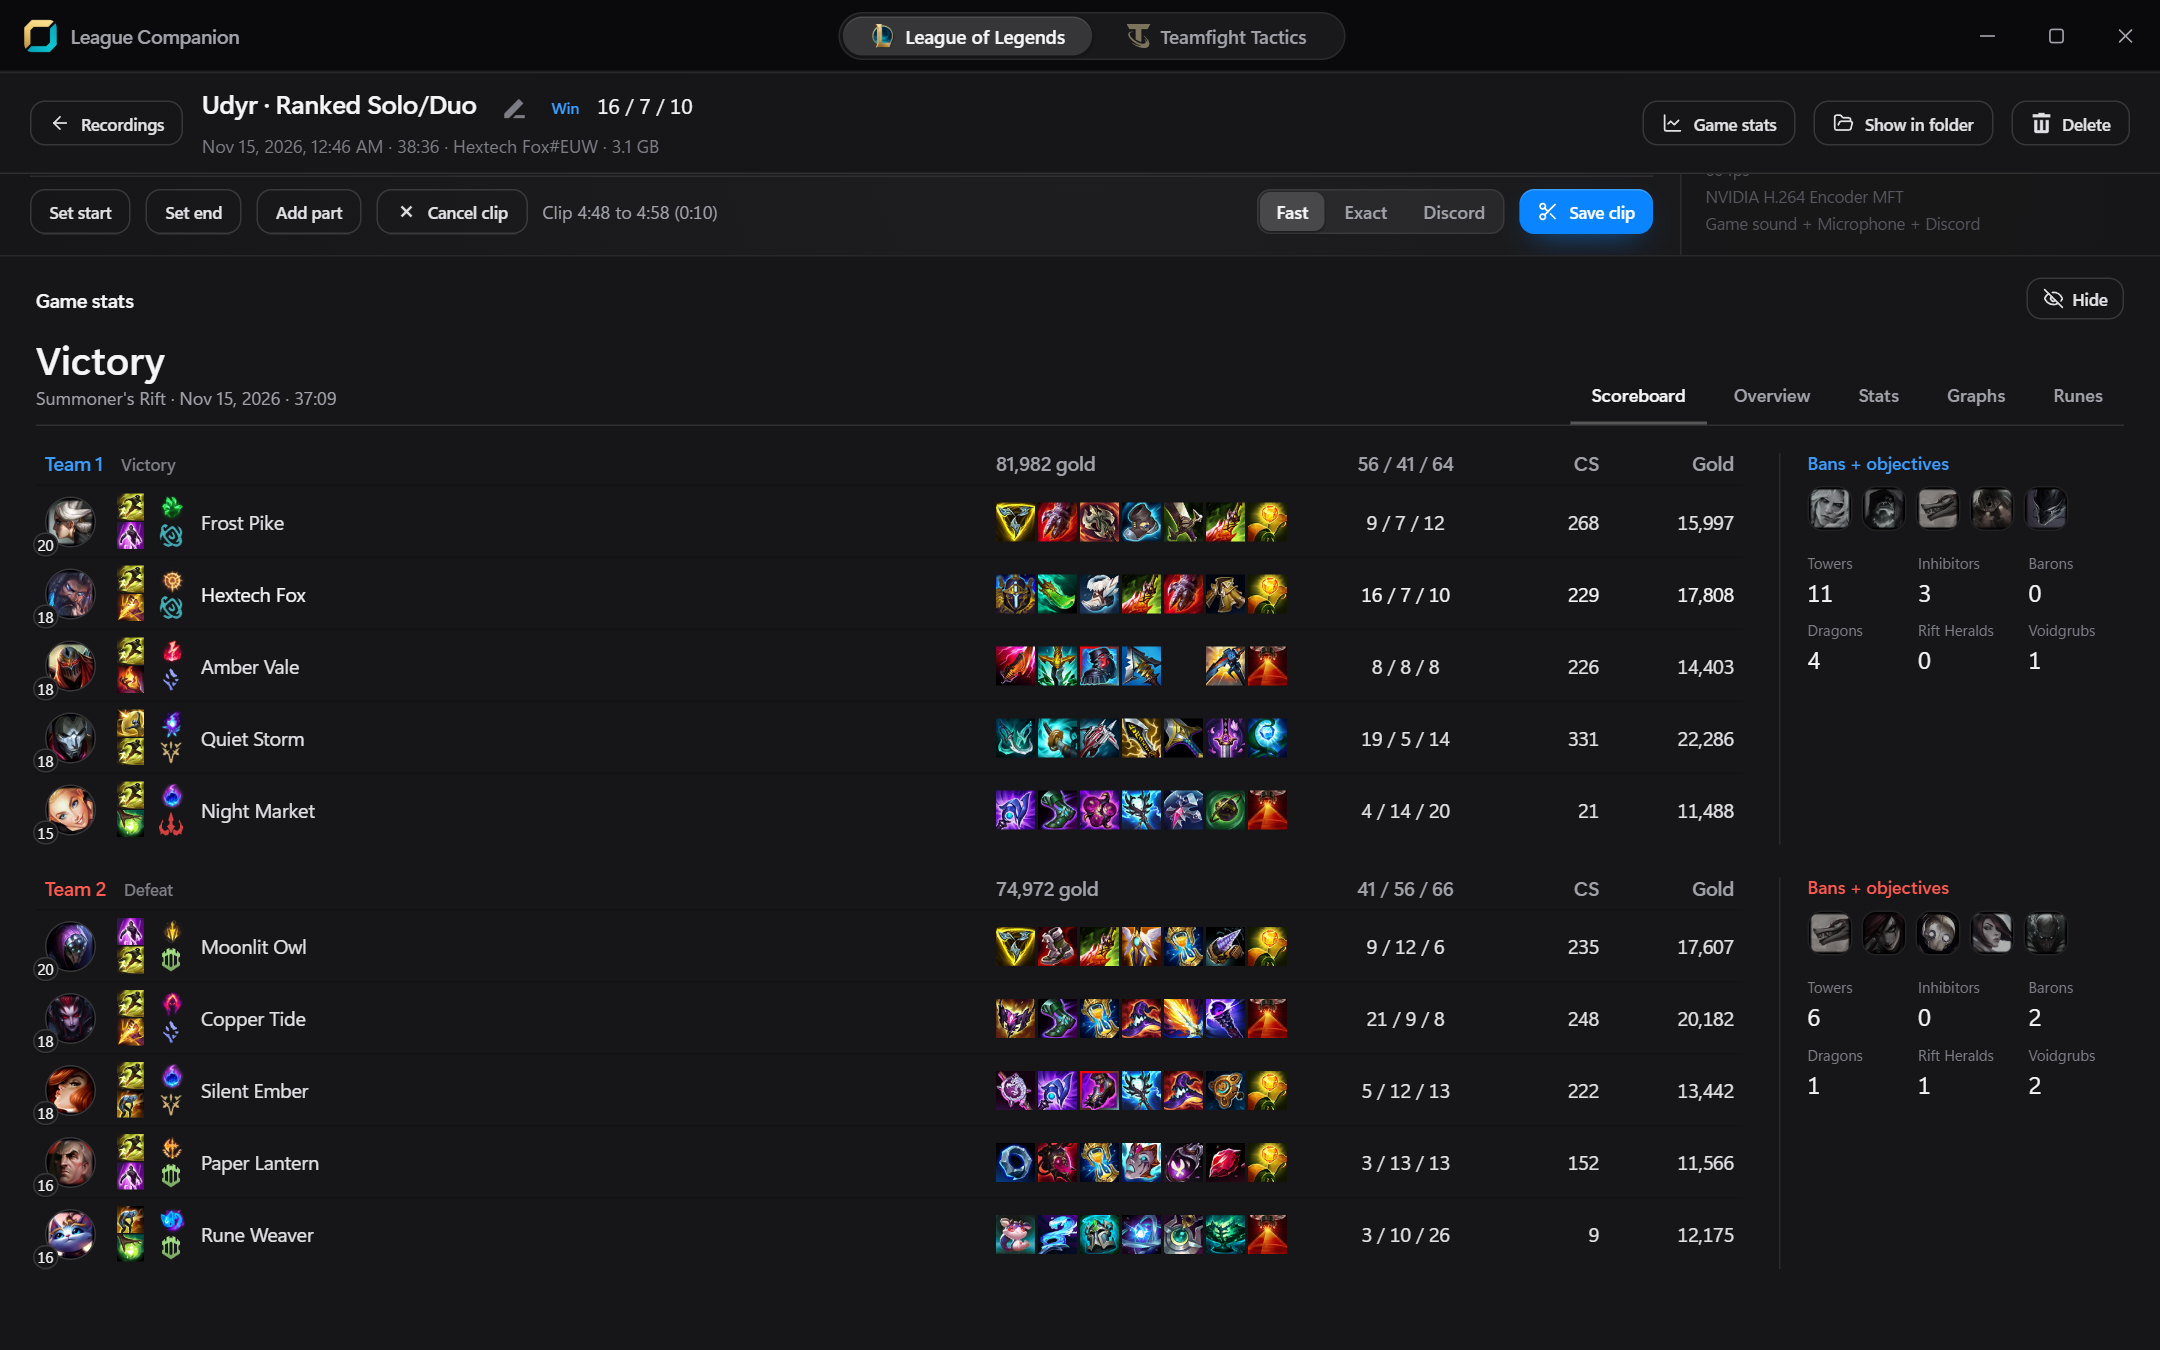 League Companion
League of Legends
Teamfight Tactics
Recordings
Udyr · Ranked Solo/Duo
Win
16 / 7 / 10
Nov 15, 2026, 12:46 AM · 38:36 · Hextech Fox#EUW · 3.1 GB
Game stats
Show in folder
Delete
Set start
Set end
Add part
Cancel clip
Clip 4:48 to 4:58 (0:10)
Fast
Exact
Discord
Save clip
NVIDIA H.264 Encoder MFT
Game sound + Microphone + Discord
Game stats
Hide
Victory
Summoner's Rift · Nov 15, 2026 · 37:09
Scoreboard
Overview
Stats
Graphs
Runes
Team 1 Victory 81,982 gold 56 / 41 / 64 CS Gold
20 Frost Pike 9 / 7 / 12 268 15,997
18 Hextech Fox 16 / 7 / 10 229 17,808
18 Amber Vale 8 / 8 / 8 226 14,403
18 Quiet Storm 19 / 5 / 14 331 22,286
15 Night Market 4 / 14 / 20 21 11,488
Bans + objectives
Towers Inhibitors Barons
11 3 0
Dragons Rift Heralds Voidgrubs
4 0 1
Team 2 Defeat 74,972 gold 41 / 56 / 66 CS Gold
20 Moonlit Owl 9 / 12 / 6 235 17,607
18 Copper Tide 21 / 9 / 8 248 20,182
18 Silent Ember 5 / 12 / 13 222 13,442
16 Paper Lantern 3 / 13 / 13 152 11,566
16 Rune Weaver 3 / 10 / 26 9 12,175
Bans + objectives
Towers Inhibitors Barons
6 0 2
Dragons Rift Heralds Voidgrubs
1 1 2